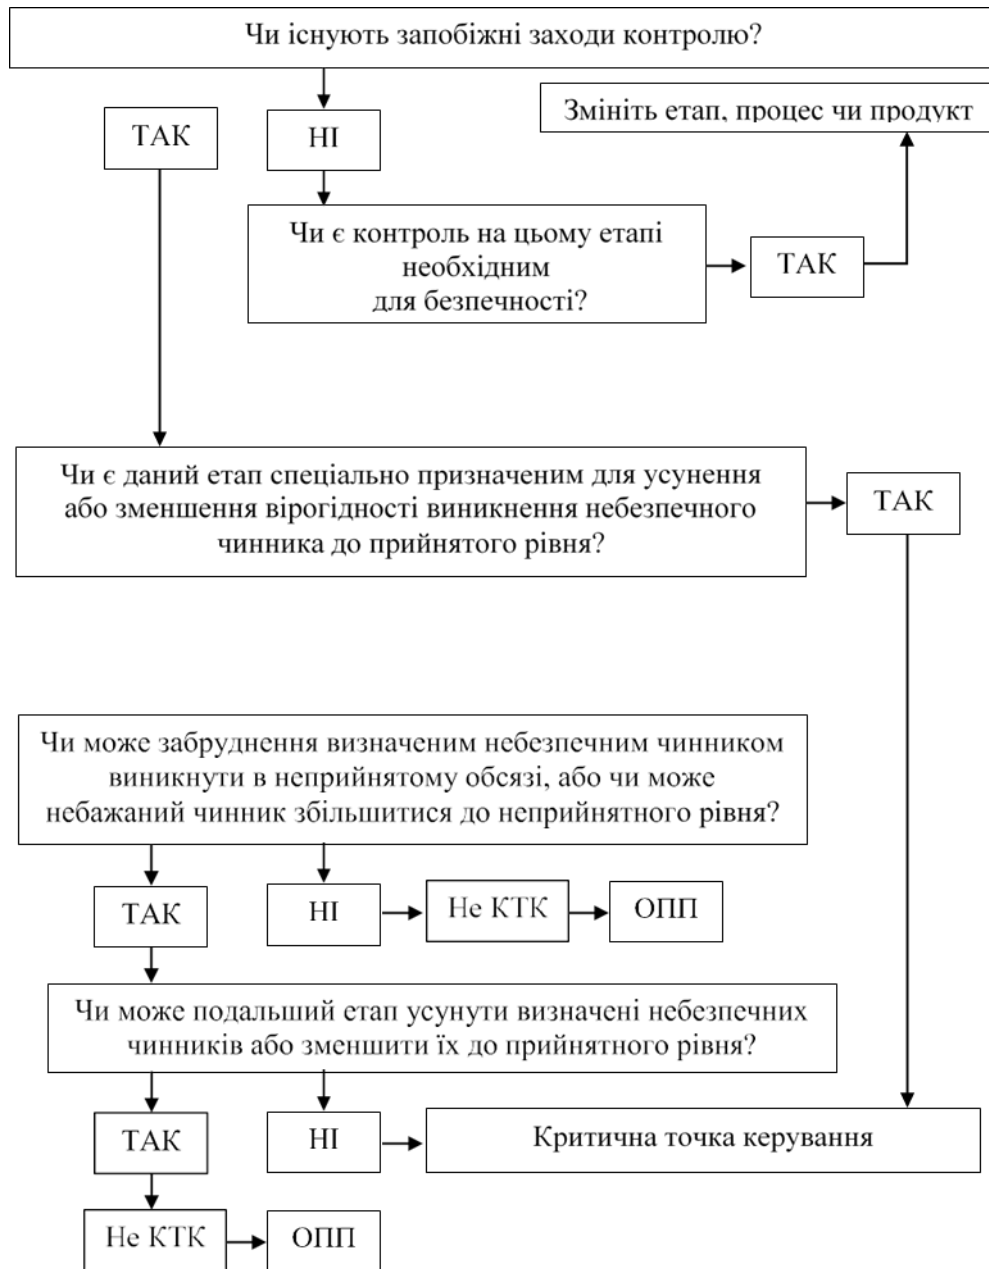 Чи існують запобіжні заходи контролю?
Змініть етап, процес чи продукт
ТАК
НІ
Чи є контроль на цьому етапі
необхідним
для безпечності?
ТАК
Чи є даний етап спеціально призначеним для усунення
або зменшення вірогідності виникнення небезпечного
чинника до прийнятого рівня?
ТАК
Чи може забруднення визначеним небезпечним чинником
виникнути в неприйнятому обсязі, або чи може
небажаний чинник збільшитися до неприйнятного рівня?
ТАК
НІ
Не КТК
ОПП
Чи може подальший етап усунути визначені небезпечних
чинників або зменшити їх до прийнятного рівня?
ТАК
НІ
Критична точка керування
Не КТК
ОПП